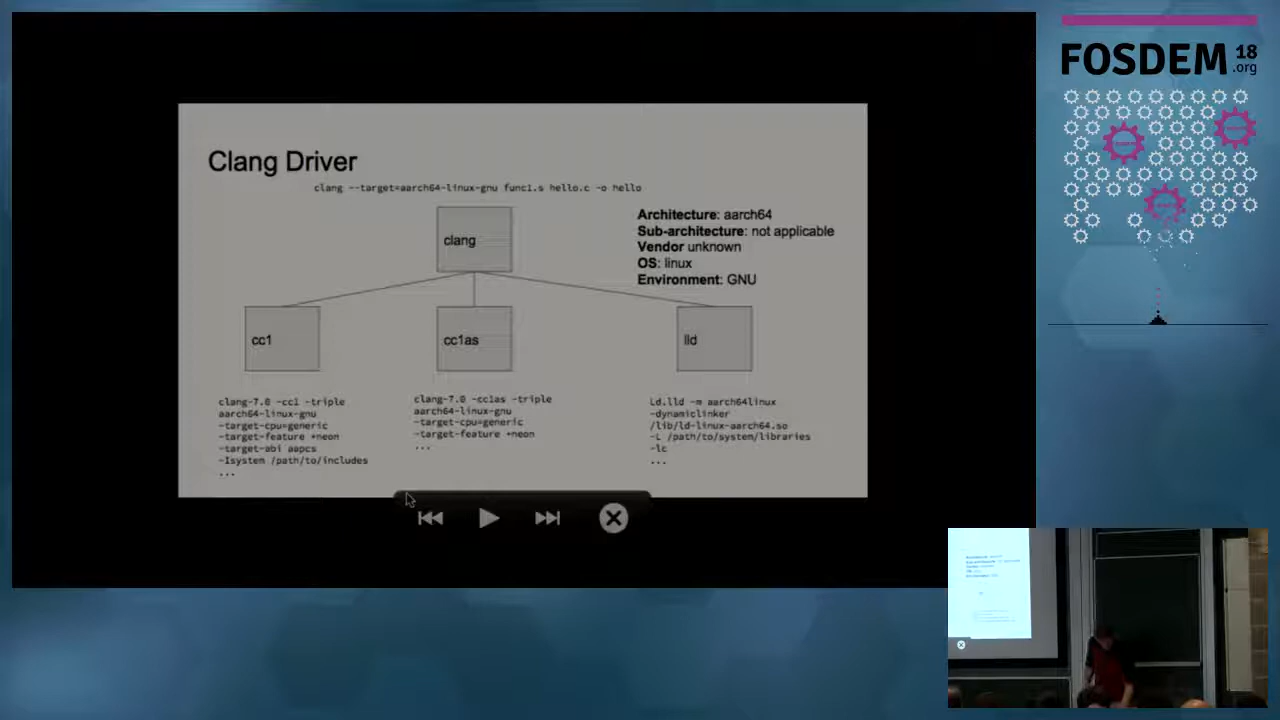 FOSDEM 18
.org
Clang Driver
clang --target=aarch64-linux-gnu func1.s hello.c -o hello
clang
Architecture: aarch64
Sub-architecture: not applicable
Vendor unknown
OS: linux
Environment: GNU
cc1
cc1as
lld
clang-7.0 -cc1 -triple
aarch64-linux-gnu
-target-cpu=generic
-target-feature +neon
-target-abi aapcs
-Isystem /path/to/includes
...
clang-7.0 -cc1as -triple
aarch64-linux-gnu
-target-cpu=generic
-target-feature +neon
...
Ld.lld -m aarch64linux
-dynamiclinker
/lib/ld-linux-aarch64.so
-L /path/to/system/libraries
-lc
...